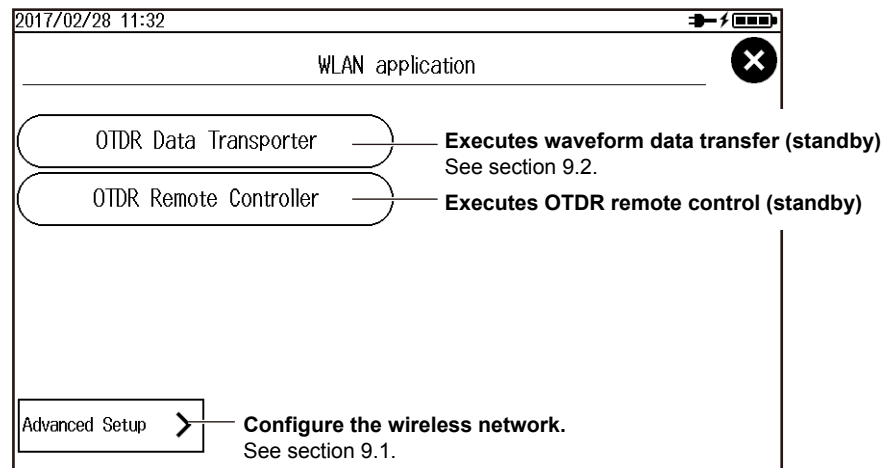 2017/02/28 11:32
WLAN application
OTDR Data Transporter
Executes waveform data transfer (standby)
See section 9.2.
OTDR Remote Controller
Executes OTDR remote control (standby)
Advanced Setup
Configure the wireless network.
See section 9.1.